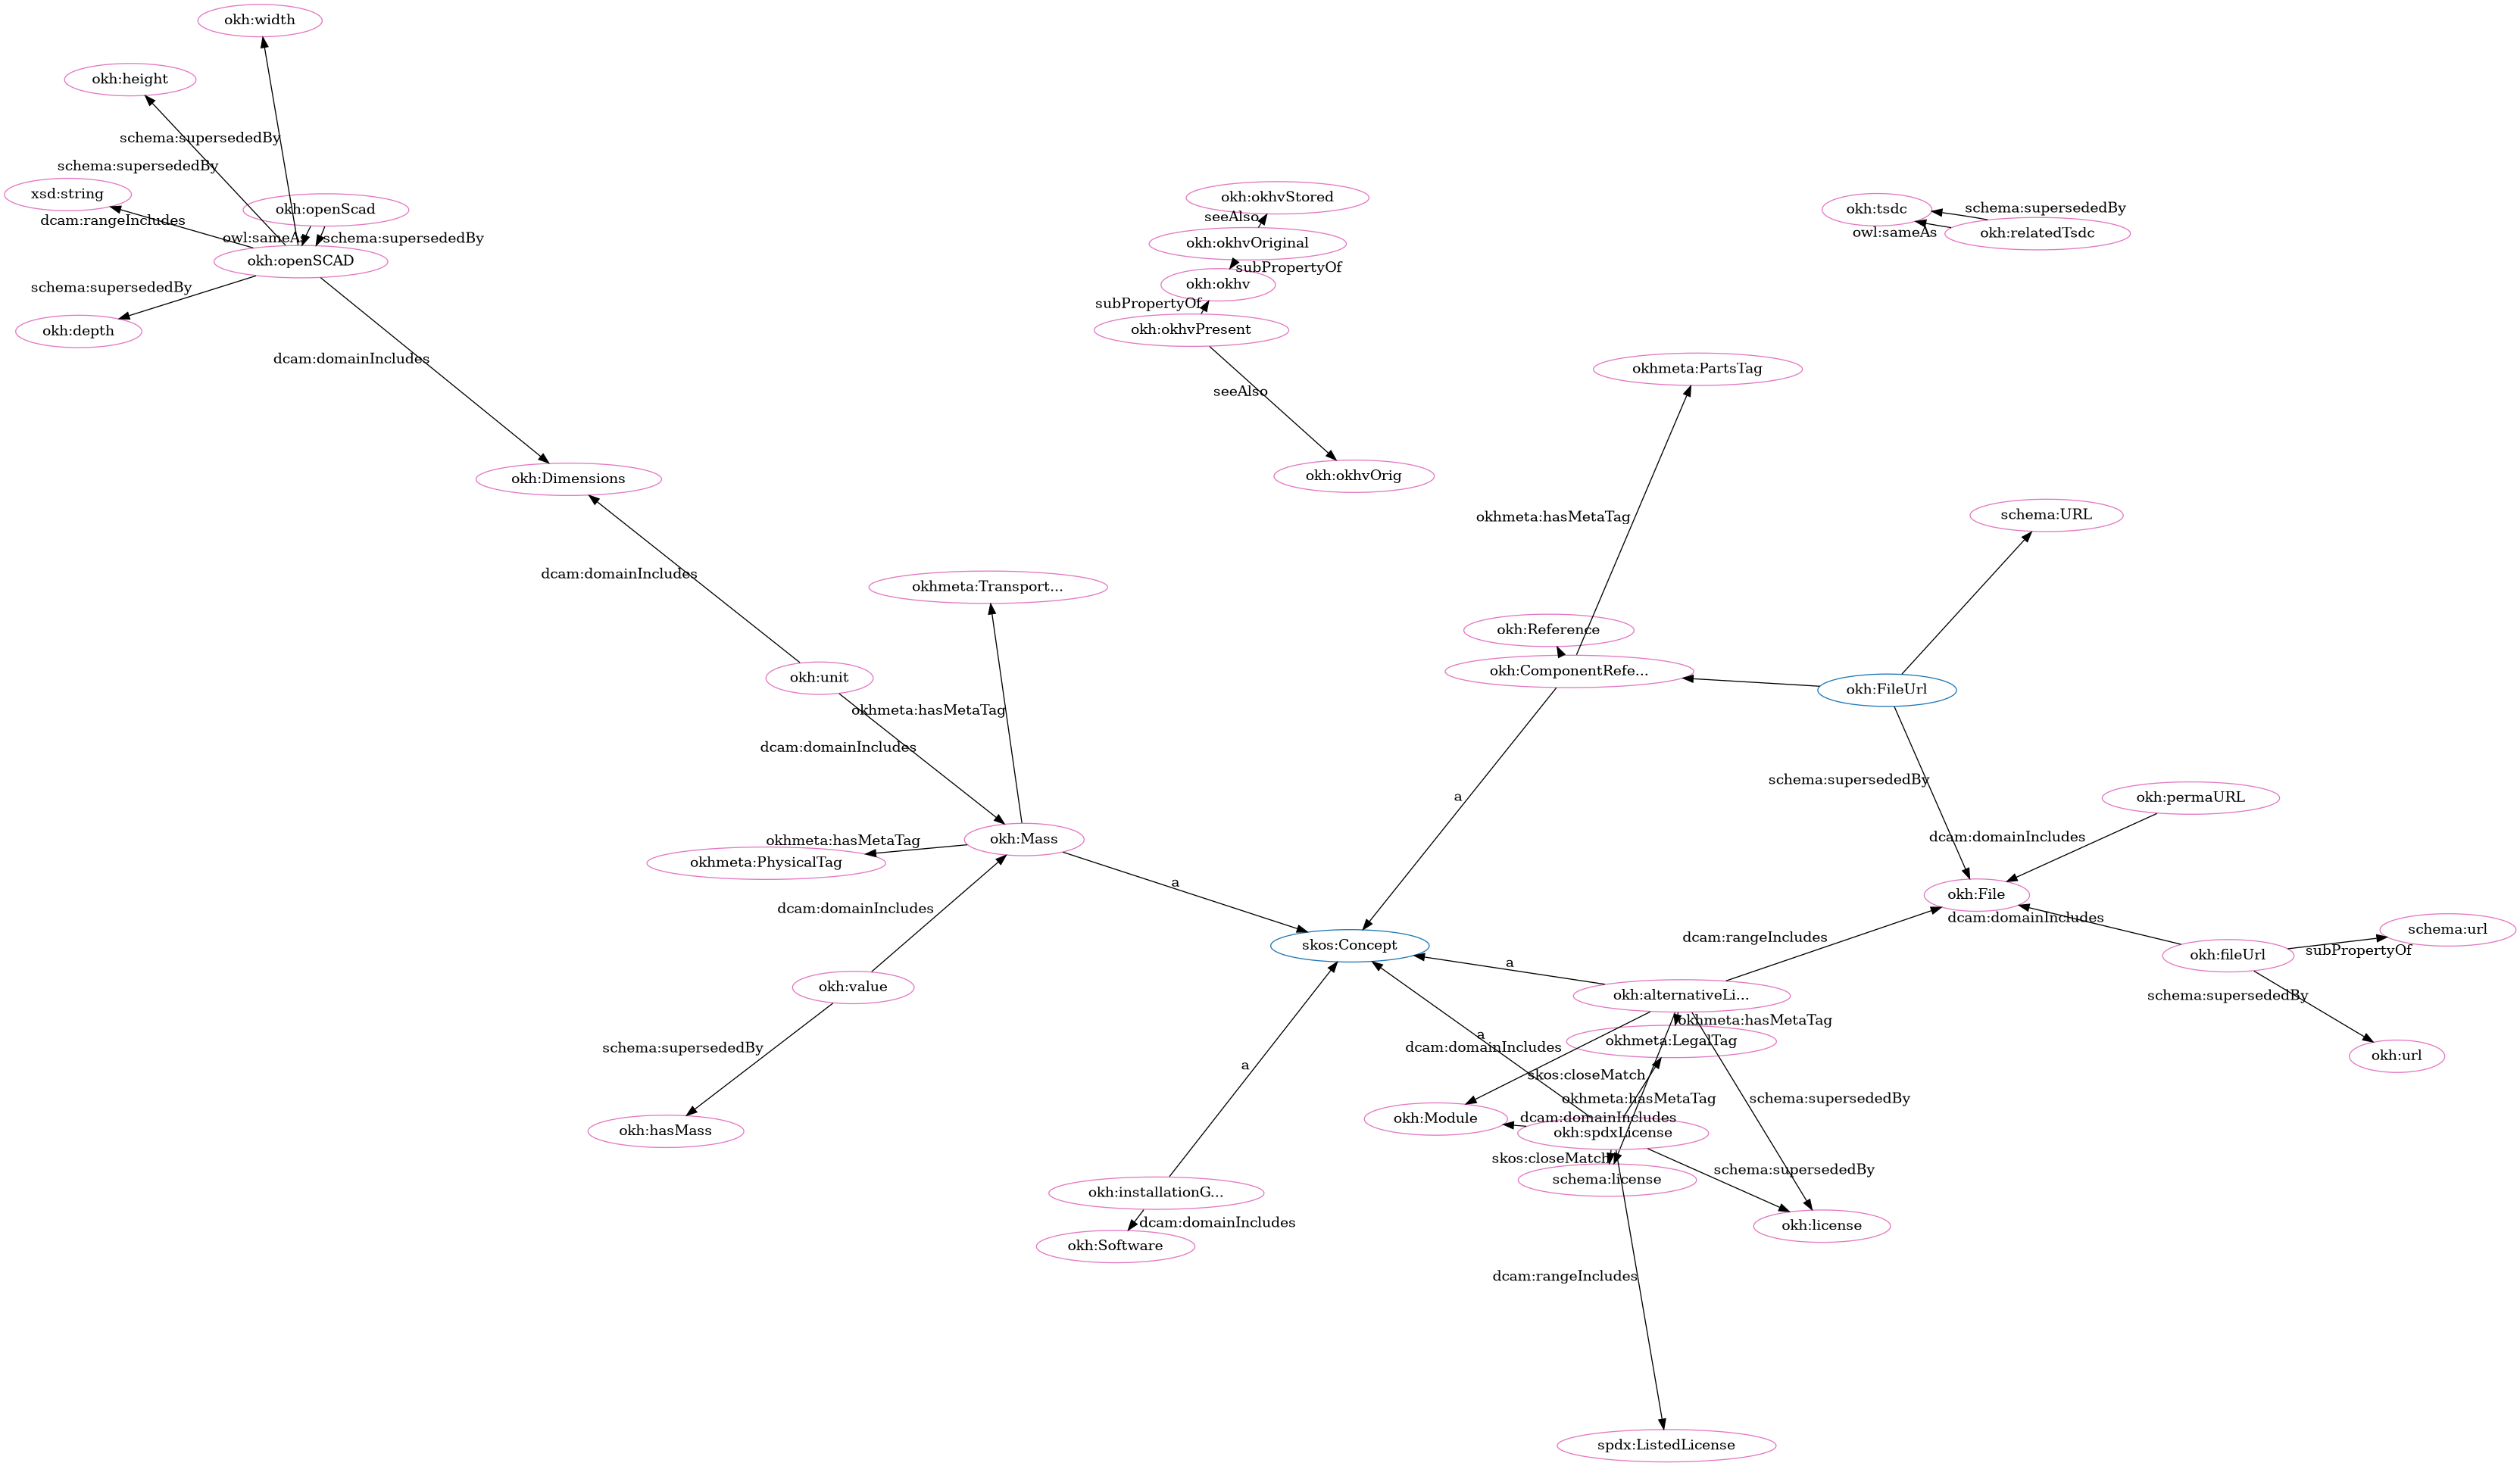 okh:width
okh:height
schema:supersededBy
schema:supersededBy
xsd:string
okh:openScad
dcam:rangeIncludes
owl:sameAs
schema:supersededBy
okh:openSCAD
schema:supersededBy
okh:depth
dcam:domainIncludes
okh:Dimensions
dcam:domainIncludes
okhmeta:Transport...
okh:unit
okhmeta:hasMetaTag
dcam:domainIncludes
okhmeta:hasMetaTag
okh:Mass
okhmeta:PhysicalTag
a
dcam:domainIncludes
okh:value
schema:supersededBy
okh:hasMass
okh:okhvStored
seeAlso
okh:okhvOriginal
subPropertyOf
okh:okhv
subPropertyOf
okh:okhvPresent
seeAlso
okh:okhvOrig
okh:tsdc
schema:supersededBy
owl:sameAs
okh:relatedTsdc
okhmeta:PartsTag
okhmeta:hasMetaTag
schema:URL
okh:Reference
okh:ComponentRefe...
okh:FileUrl
schema:supersededBy
a
okh:permaURL
dcam:domainIncludes
okh:File
dcam:domainIncludes
schema:url
dcam:rangeIncludes
skos:Concept
okh:fileUrl
subPropertyOf
a
okh:alternativeLi...
schema:supersededBy
okhmeta:hasMetaTag
a
okhmeta:LegalTag
dcam:domainIncludes
okh:url
a
skos:closeMatch
okhmeta:hasMetaTag
schema:supersededBy
okh:Module
dcam:domainIncludes
okh:spdxLicense
skos:closeMatch
schema:supersededBy
schema:license
okh:installationG...
dcam:domainIncludes
okh:license
okh:Software
dcam:rangeIncludes
spdx:ListedLicense